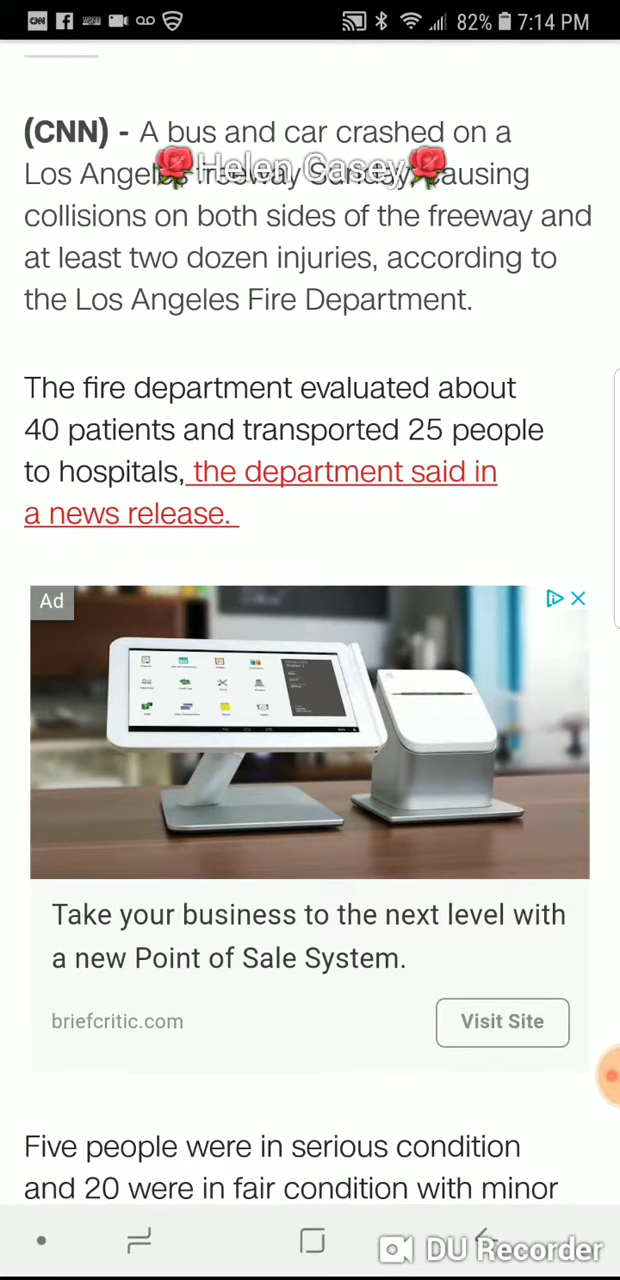 CNN
82% 7:14 PM
(CNN) - A bus and car crashed on a
Los Angeles freeway Sunday, causing
Helen Casey
collisions on both sides of the freeway and
at least two dozen injuries, according to
the Los Angeles Fire Department.
The fire department evaluated about
40 patients and transported 25 people
to hospitals, the department said in
a news release.
Ad
Take your business to the next level with
a new Point of Sale System.
briefcritic.com
Visit Site
Five people were in serious condition
and 20 were in fair condition with minor
DU Recorder